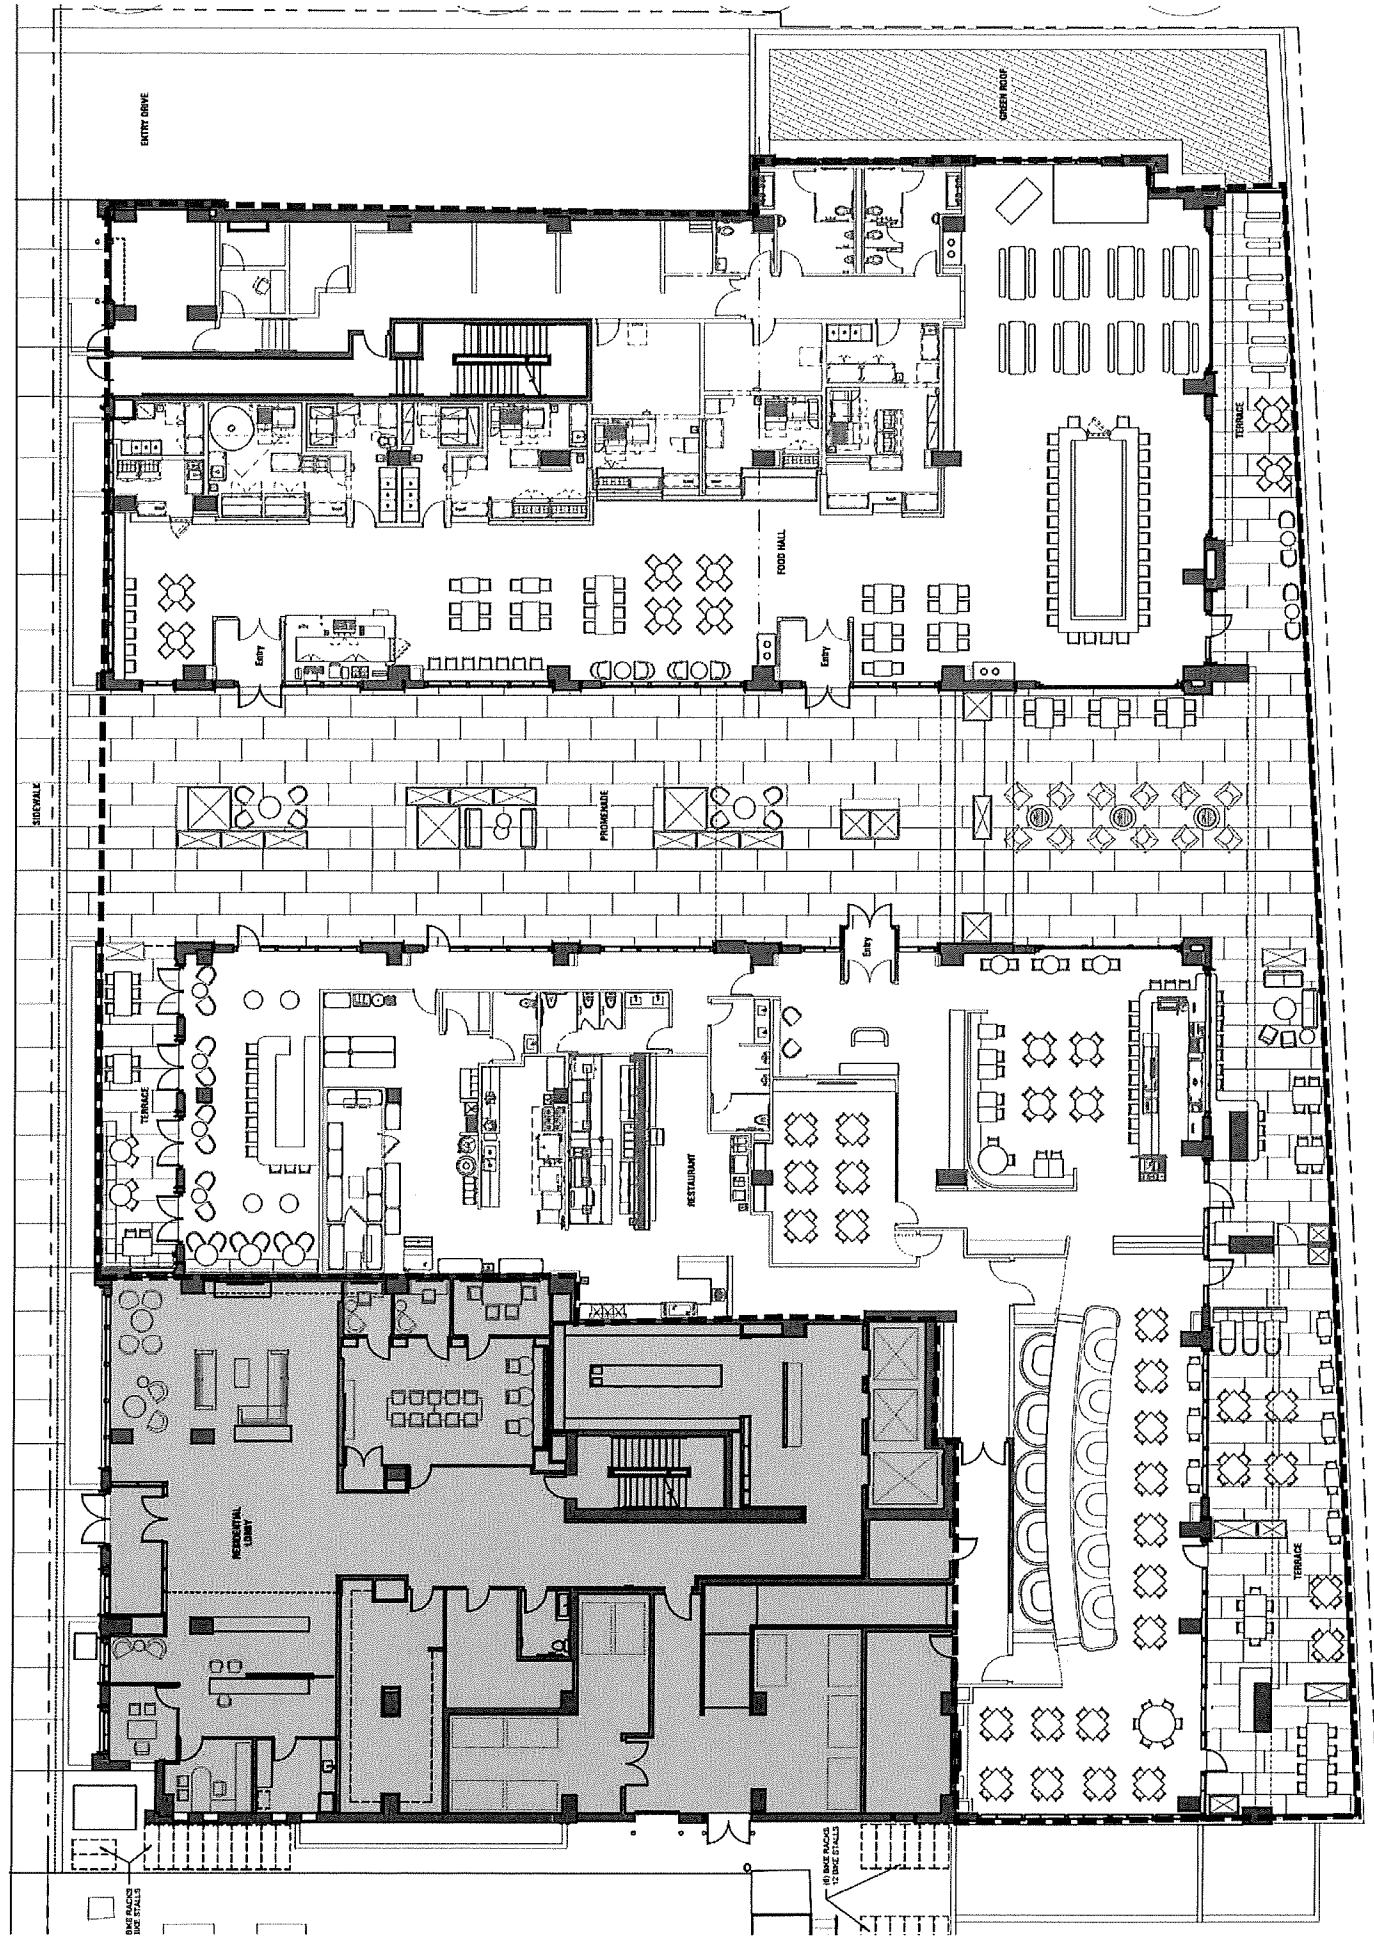 ENTRY DRIVE
GREEN ROOF
TERRACE
FOOD HALL
Entry
Entry
SIDEWALK
PROMENADE
Entry
TERRACE
RESTAURANT
RESIDENTIAL
LOBBY
TERRACE
BIKE RACKS
BIKE STALLS
(6) BIKE RACKS
12 BIKE STALLS